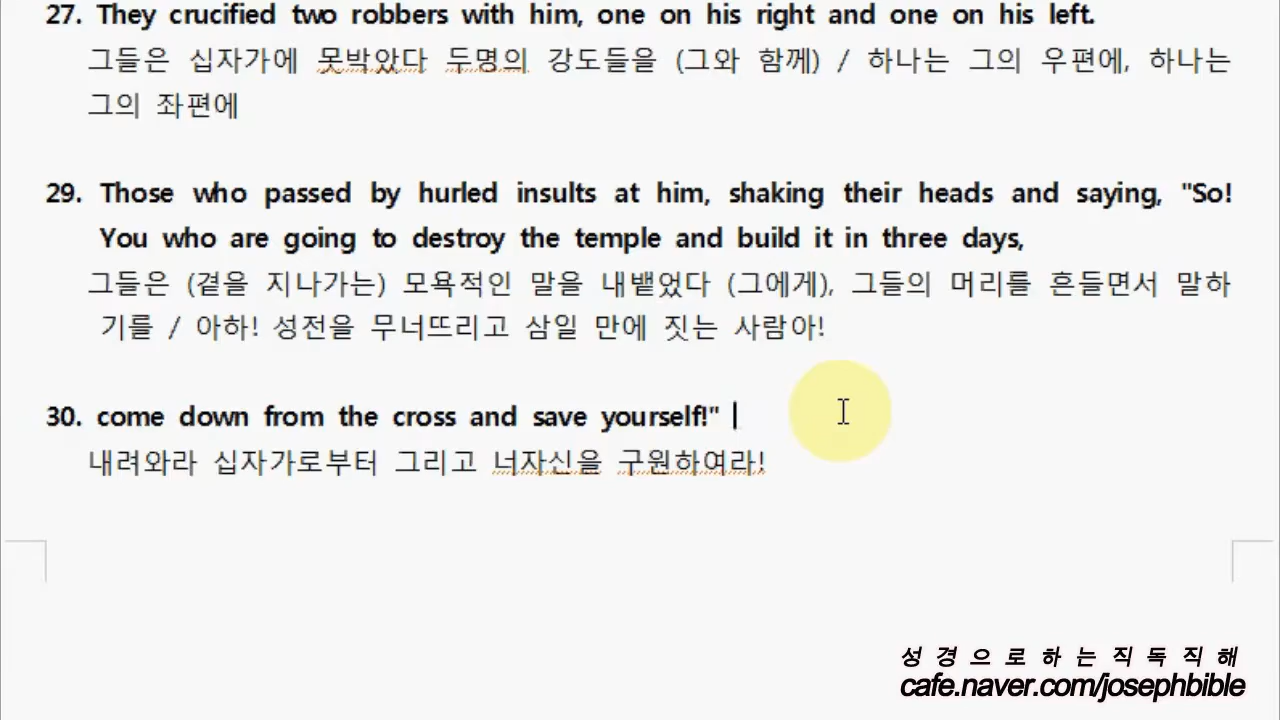 27. They crucified two robbers with him, one on his right and one on his left.
그들은 십자가에 못박았다 두명의 강도들을 (그와 함께) / 하나는 그의 우편에, 하나는
그의 좌편에
29. Those who passed by hurled insults at him, shaking their heads and saying, "So!
You who are going to destroy the temple and build it in three days,
그들은 (곁을 지나가는) 모욕적인 말을 내뱉었다 (그에게), 그들의 머리를 흔들면서 말하
기를 / 아하! 성전을 무너뜨리고 삼일 만에 짓는 사람아!
30. come down from the cross and save yourself!"
내려와라 십자가로부터 그리고 너자신을 구원하여라!
성경으로하는직독직해
cafe.naver.com/josephbible